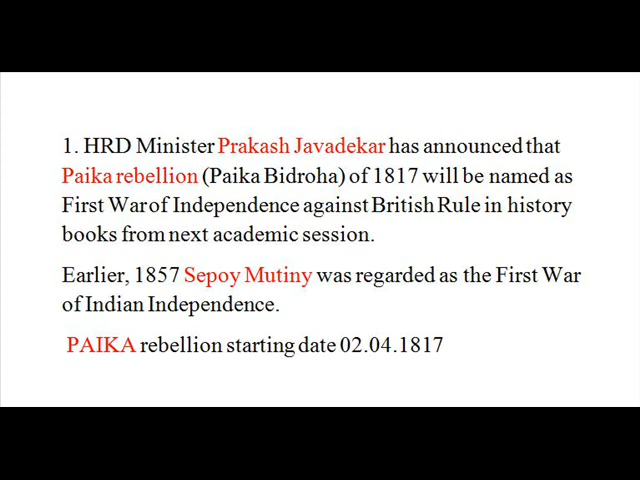 1. HRD Minister Prakash Javadekar has announced that
Paika rebellion (Paika Bidroha) of 1817 will be named as
First War of Independence against British Rule in history
books from next academic session.
Earlier, 1857 Sepoy Mutiny was regarded as the First War
of Indian Independence.
PAIKA rebellion starting date 02.04.1817